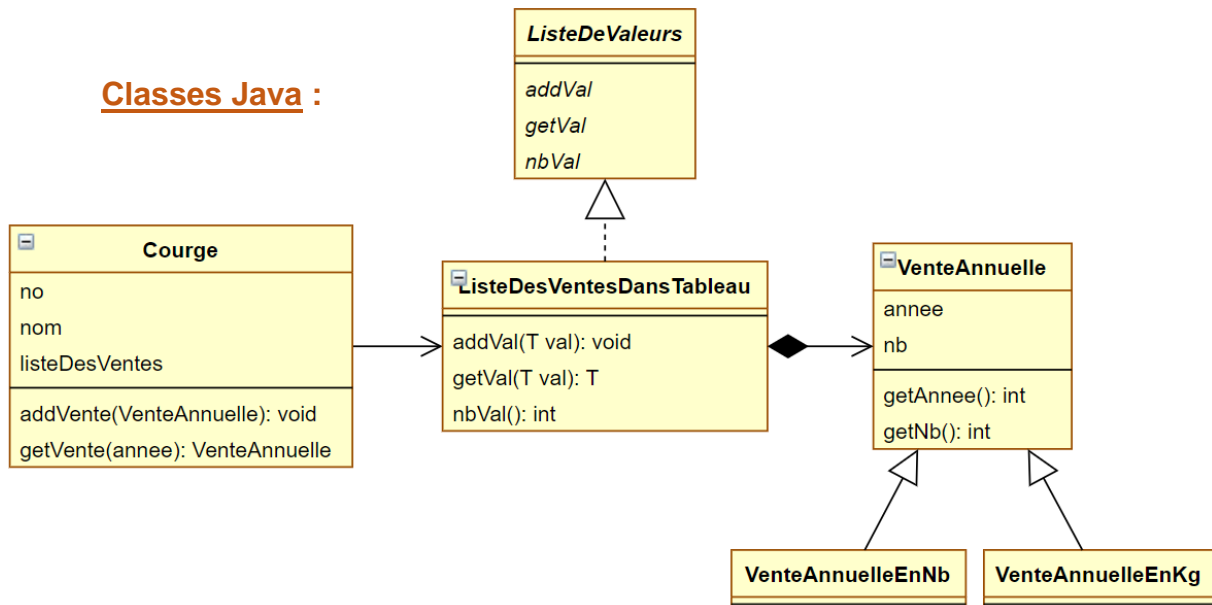 Classes Java :
ListeDeValeurs
addVal
getVal
nbVal
Courge
no
nom
listeDesVentes
addVente(VenteAnnuelle): void
getVente(annee): VenteAnnuelle
ListeDesVentesDansTableau
addVal(T val): void
getVal(T val): T
nbVal(): int
VenteAnnuelle
annee
nb
getAnnee(): int
getNb(): int
VenteAnnuelleEnNb
VenteAnnuelleEnKg